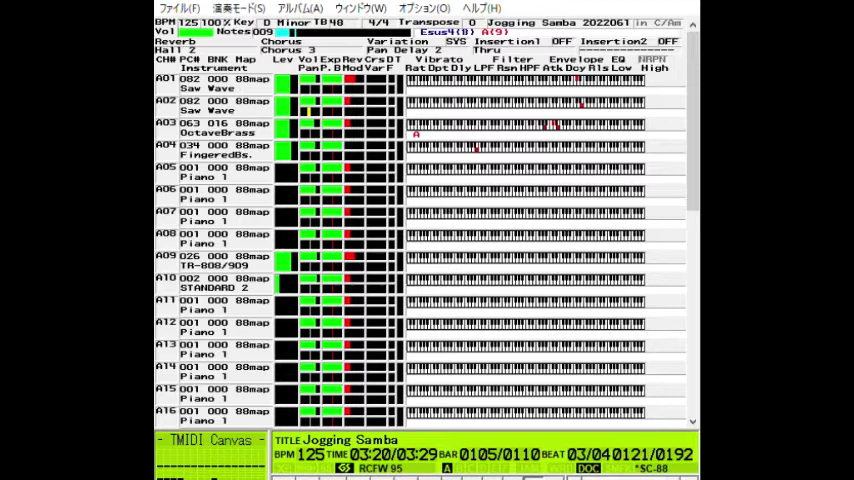 ファイル(F) 演奏モード(S) アルバム(A) ウィンドウ(W) オプション(O) ヘルプ(H)
BPM 125 100% Key D Minor TB 48 4/4 Transpose 0 Jogging Samba 2022061 in C/Am
Vol Notes 009 Esus4(B) A(9)
Reverb Chorus Variation SYS Insertion1 OFF Insertion2 OFF
Hall 2 Chorus 3 Pan Delay 2 Thru
CH# PC# BNK Map Lev Vol Exp Rev Crs DT Vibrato Filter Envelope EQ NRPN
Instrument Pan P.B Mod Var F Rat Dpt Dly LPF Rsn HPF Atk Dcy Rls Low High
A01 082 000 88map
Saw Wave
A02 082 000 88map
Saw Wave
A03 063 016 88map
OctaveBrass A
A04 034 000 88map
FingeredBs.
A05 001 000 88map
Piano 1
A06 001 000 88map
Piano 1
A07 001 000 88map
Piano 1
A08 001 000 88map
Piano 1
A09 026 000 88map
TR-808/909
A10 002 000 88map
STANDARD 2
A11 001 000 88map
Piano 1
A12 001 000 88map
Piano 1
A13 001 000 88map
Piano 1
A14 001 000 88map
Piano 1
A15 001 000 88map
Piano 1
A16 001 000 88map
Piano 1
- TMIDI Canvas -
TITLE Jogging Samba
BPM 125 TIME 03:20/03:29 BAR 0105/0110 BEAT 03/04 0121/0192
RCFW 95 A DOC *SC-88